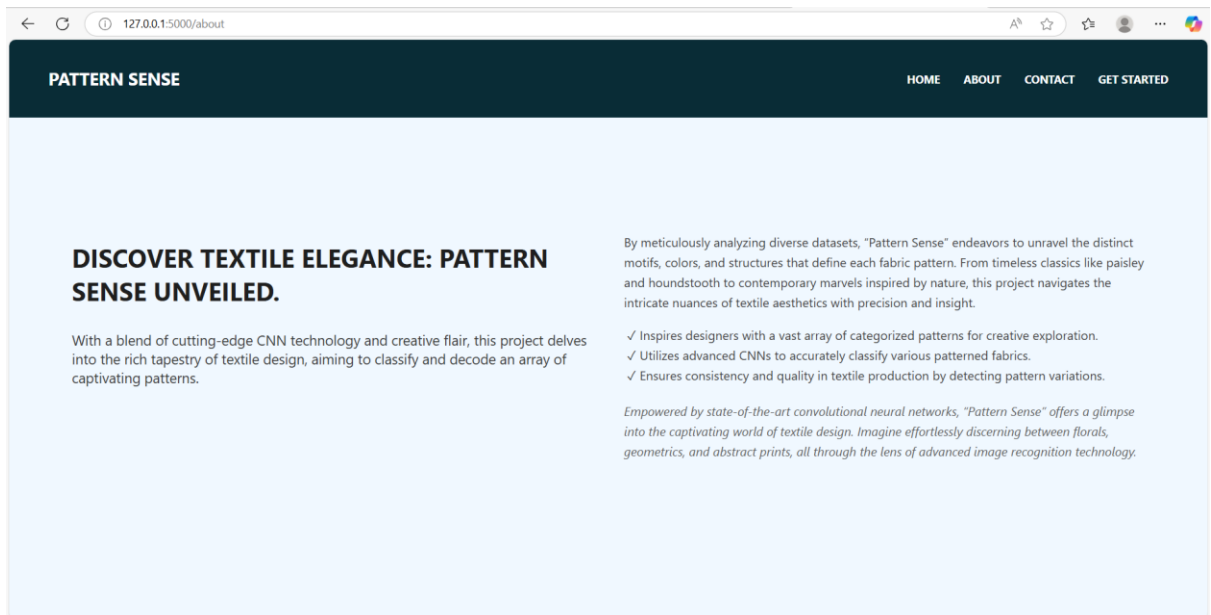 127.0.0.1:5000/about
PATTERN SENSE
HOME ABOUT CONTACT GET STARTED
DISCOVER TEXTILE ELEGANCE: PATTERN
SENSE UNVEILED.
With a blend of cutting-edge CNN technology and creative flair, this project delves
into the rich tapestry of textile design, aiming to classify and decode an array of
captivating patterns.
By meticulously analyzing diverse datasets, "Pattern Sense" endeavors to unravel the distinct
motifs, colors, and structures that define each fabric pattern. From timeless classics like paisley
and houndstooth to contemporary marvels inspired by nature, this project navigates the
intricate nuances of textile aesthetics with precision and insight.
✓ Inspires designers with a vast array of categorized patterns for creative exploration.
✓ Utilizes advanced CNNs to accurately classify various patterned fabrics.
✓ Ensures consistency and quality in textile production by detecting pattern variations.
Empowered by state-of-the-art convolutional neural networks, "Pattern Sense" offers a glimpse
into the captivating world of textile design. Imagine effortlessly discerning between florals,
geometrics, and abstract prints, all through the lens of advanced image recognition technology.